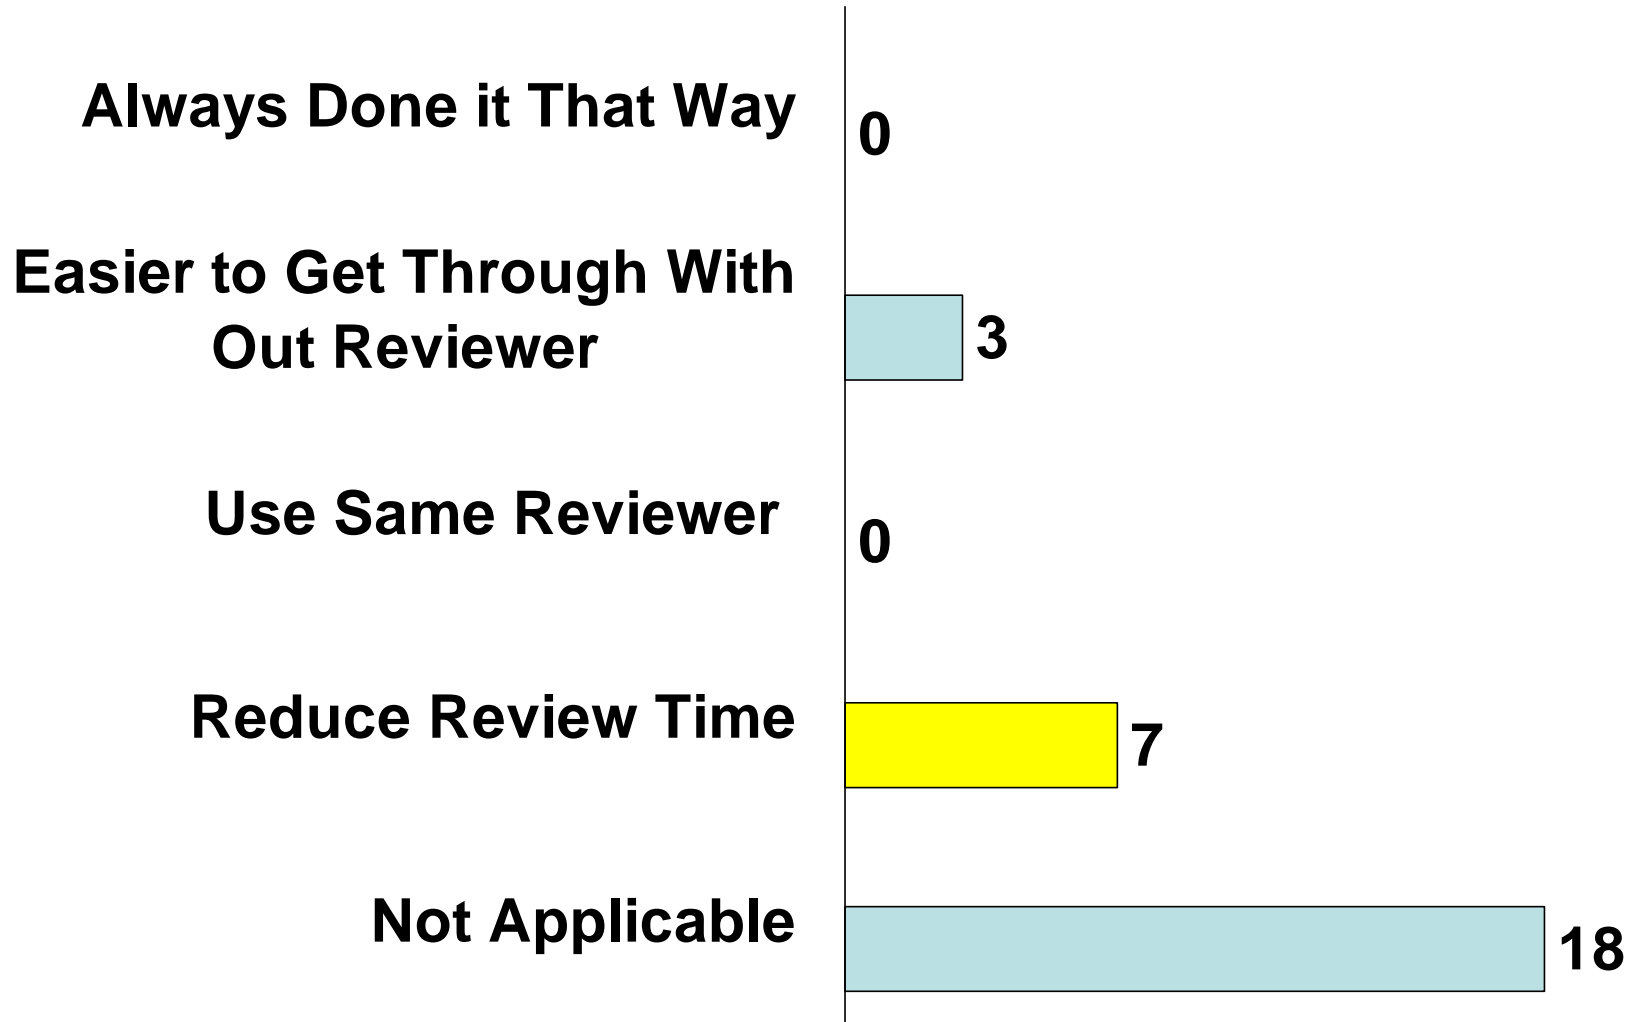 Always Done it That Way
0
Easier to Get Through With
Out Reviewer
3
Use Same Reviewer
0
Reduce Review Time
7
Not Applicable
18